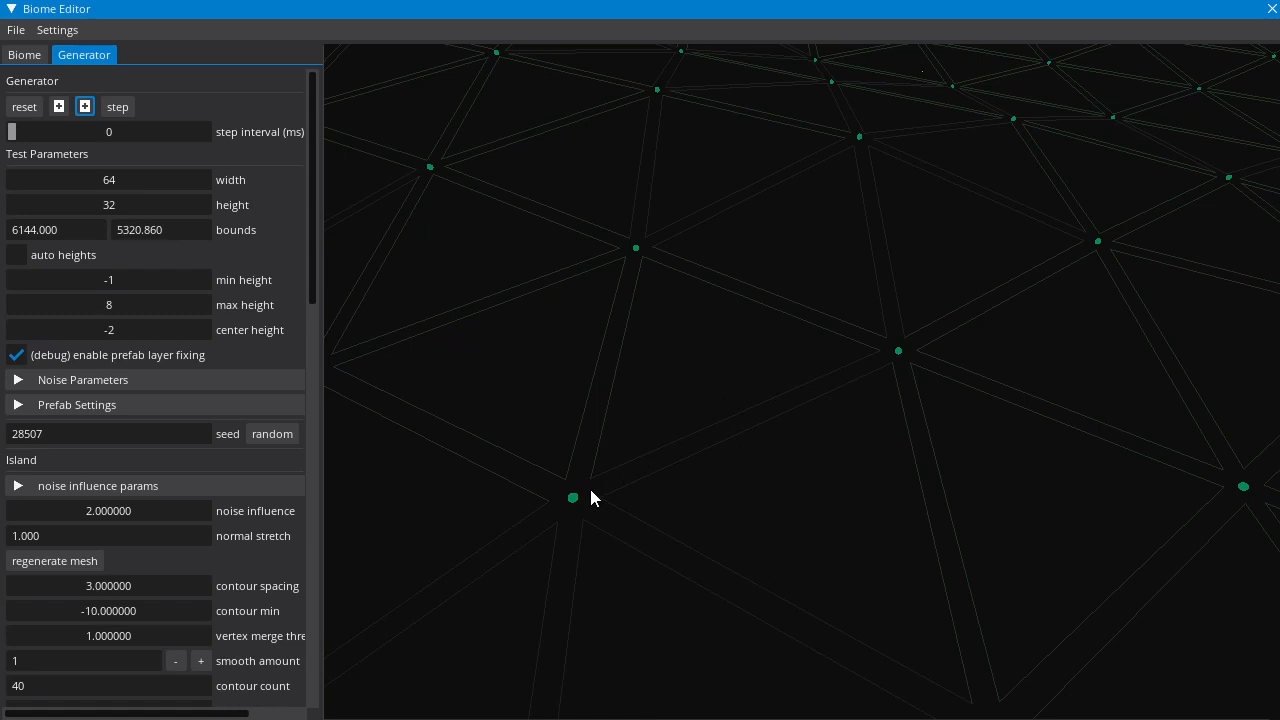 Biome Editor
File Settings
Biome Generator
Generator
reset step
0 step interval (ms)
Test Parameters
64 width
32 height
6144.000 5320.860 bounds
auto heights
-1 min height
8 max height
-2 center height
(debug) enable prefab layer fixing
Noise Parameters
Prefab Settings
28507 seed random
Island
noise influence params
2.000000 noise influence
1.000 normal stretch
regenerate mesh
3.000000 contour spacing
-10.000000 contour min
1.000000 vertex merge thre
1 - + smooth amount
40 contour count